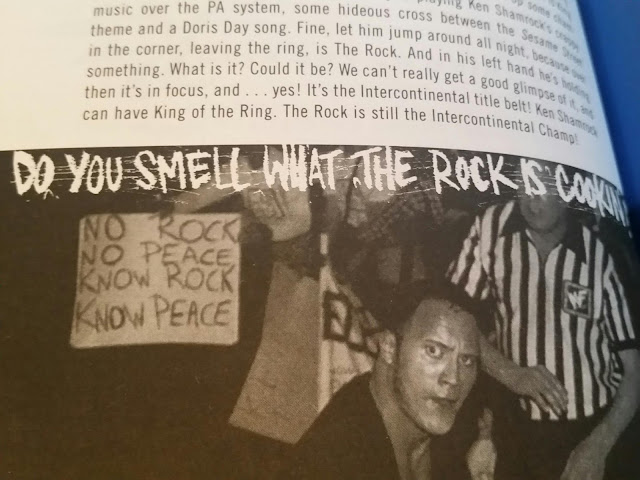 playing Ken Shamrock's
music over the PA system, some hideous cross between the Sesame Street
theme and a Doris Day song. Fine, let him jump around all night, because over
in the corner, leaving the ring, is The Rock. And in his left hand he's holding
something. What is it? Could it be? We can't really get a good glimpse of it, and
then it's in focus, and . . . yes! It's the Intercontinental title belt! Ken Shamrock
can have King of the Ring. The Rock is still the Intercontinental Champ!
DO YOU SMELL WHAT THE ROCK IS COOKIN
NO ROCK
NO PEACE
KNOW ROCK
KNOW PEACE
WF